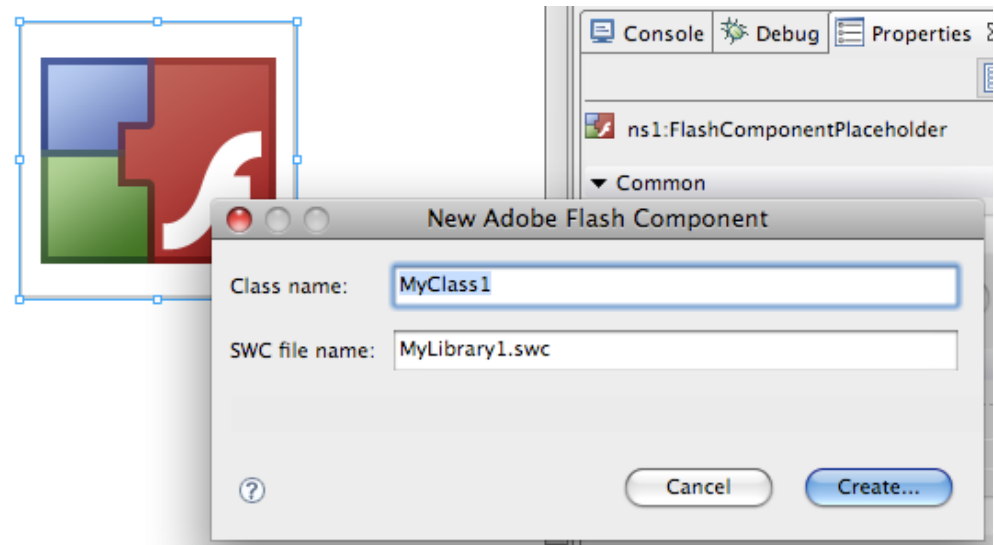 Console Debug Properties
ns1:FlashComponentPlaceholder
Common
New Adobe Flash Component
Class name: MyClass1
SWC file name: MyLibrary1.swc
? Cancel Create...